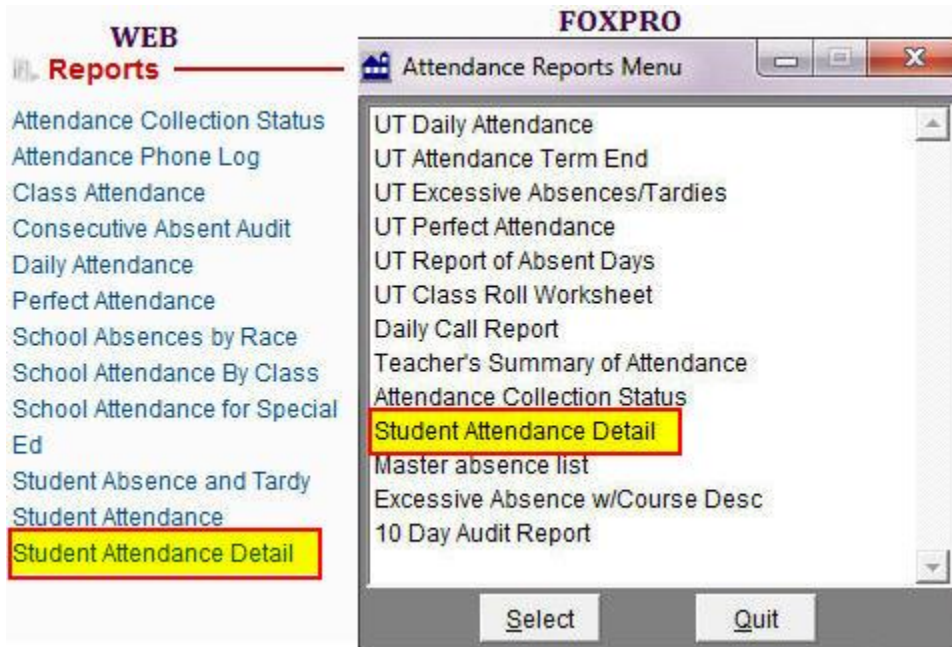 WEB
Reports
Attendance Collection Status
Attendance Phone Log
Class Attendance
Consecutive Absent Audit
Daily Attendance
Perfect Attendance
School Absences by Race
School Attendance By Class
School Attendance for Special
Ed
Student Absence and Tardy
Student Attendance
Student Attendance Detail
FOXPRO
Attendance Reports Menu
UT Daily Attendance
UT Attendance Term End
UT Excessive Absences/Tardies
UT Perfect Attendance
UT Report of Absent Days
UT Class Roll Worksheet
Daily Call Report
Teacher's Summary of Attendance
Attendance Collection Status
Student Attendance Detail
Master absence list
Excessive Absence w/Course Desc
10 Day Audit Report
Select Quit